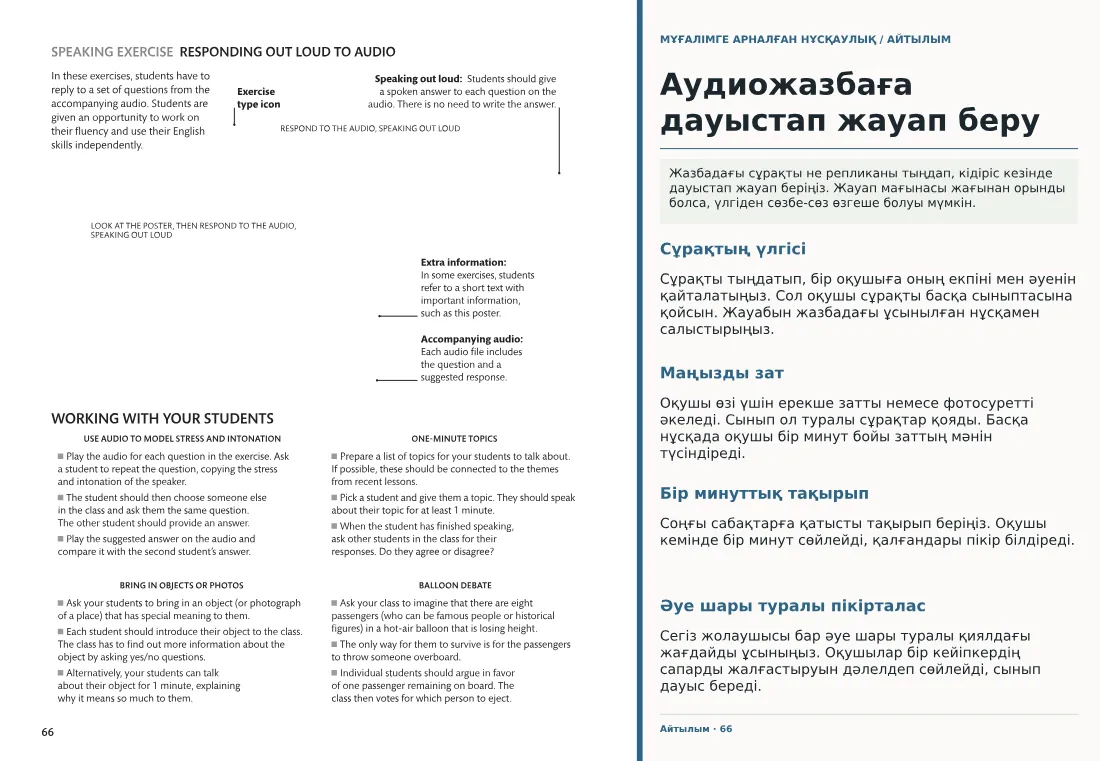 SPEAKING EXERCISE RESPONDING OUT LOUD TO AUDIO
In these exercises, students have to
reply to a set of questions from the
accompanying audio. Students are
given an opportunity to work on
their fluency and use their English
skills independently.
Exercise
type icon
Speaking out loud: Students should give
a spoken answer to each question on the
audio. There is no need to write the answer.
RESPOND TO THE AUDIO, SPEAKING OUT LOUD
LOOK AT THE POSTER, THEN RESPOND TO THE AUDIO,
SPEAKING OUT LOUD
Extra information:
In some exercises, students
refer to a short text with
important information,
such as this poster.
Accompanying audio:
Each audio file includes
the question and a
suggested response.
WORKING WITH YOUR STUDENTS
USE AUDIO TO MODEL STRESS AND INTONATION
■ Play the audio for each question in the exercise. Ask
a student to repeat the question, copying the stress
and intonation of the speaker.
■ The student should then choose someone else
in the class and ask them the same question.
The other student should provide an answer.
■ Play the suggested answer on the audio and
compare it with the second student's answer.
BRING IN OBJECTS OR PHOTOS
■ Ask your students to bring in an object (or photograph
of a place) that has special meaning to them.
■ Each student should introduce their object to the class.
The class has to find out more information about the
object by asking yes/no questions.
■ Alternatively, your students can talk
about their object for 1 minute, explaining
why it means so much to them.
ONE-MINUTE TOPICS
■ Prepare a list of topics for your students to talk about.
If possible, these should be connected to the themes
from recent lessons.
■ Pick a student and give them a topic. They should speak
about their topic for at least 1 minute.
■ When the student has finished speaking,
ask other students in the class for their
responses. Do they agree or disagree?
BALLOON DEBATE
■ Ask your class to imagine that there are eight
passengers (who can be famous people or historical
figures) in a hot-air balloon that is losing height.
■ The only way for them to survive is for the passengers
to throw someone overboard.
■ Individual students should argue in favor
of one passenger remaining on board. The
class then votes for which person to eject.
66
МҰҒАЛІМГЕ АРНАЛҒАН НҰСҚАУЛЫҚ / АЙТЫЛЫМ
Аудиожазбаға
дауыстап жауап беру
Жазбадағы сұрақты не репликаны тыңдап, кідіріс кезінде
дауыстап жауап беріңіз. Жауап мағынасы жағынан орынды
болса, үлгіден сөзбе-сөз өзгеше болуы мүмкін.
Сұрақтың үлгісі
Сұрақты тыңдатып, бір оқушыға оның екпіні мен әуенін
қайталатыңыз. Сол оқушы сұрақты басқа сыныптасына
қойсын. Жауабын жазбадағы ұсынылған нұсқамен
салыстырыңыз.
Маңызды зат
Оқушы өзі үшін ерекше затты немесе фотосуретті
әкеледі. Сынып ол туралы сұрақтар қояды. Басқа
нұсқада оқушы бір минут бойы заттың мәнін
түсіндіреді.
Бір минуттық тақырып
Соңғы сабақтарға қатысты тақырып беріңіз. Оқушы
кемінде бір минут сөйлейді, қалғандары пікір білдіреді.
Әуе шары туралы пікірталас
Сегіз жолаушысы бар әуе шары туралы қиялдағы
жағдайды ұсыныңыз. Оқушылар бір кейіпкердің
сапарды жалғастыруын дәлелдеп сөйлейді, сынып
дауыс береді.
Айтылым · 66